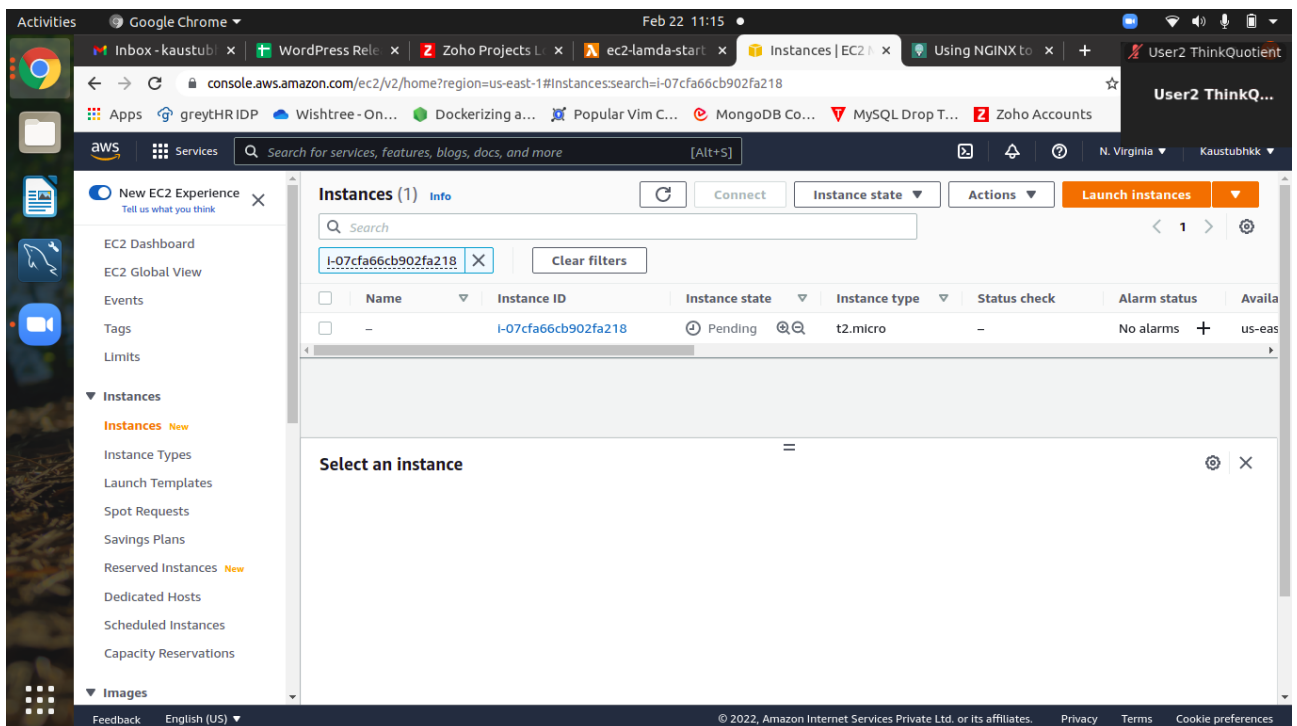 Activities Google Chrome Feb 22 11:15
Inbox - kaustubl WordPress Rele Zoho Projects Lo ec2-lamda-start Instances | EC2 M Using NGINX to User2 ThinkQuotient
console.aws.amazon.com/ec2/v2/home?region=us-east-1#Instances:search=i-07cfa66cb902fa218
User2 ThinkQ...
Apps greytHR IDP Wishtree - On... Dockerizing a... Popular Vim C... MongoDB Co... MySQL Drop T... Zoho Accounts
aws Services Search for services, features, blogs, docs, and more [Alt+S] N. Virginia Kaustubhkk
New EC2 Experience
Tell us what you think
EC2 Dashboard
EC2 Global View
Events
Tags
Limits
Instances
Instances New
Instance Types
Launch Templates
Spot Requests
Savings Plans
Reserved Instances New
Dedicated Hosts
Scheduled Instances
Capacity Reservations
Images
Instances (1) Info Connect Instance state Actions Launch instances
Search 1
i-07cfa66cb902fa218 Clear filters
Name Instance ID Instance state Instance type Status check Alarm status Availa
– i-07cfa66cb902fa218 Pending t2.micro – No alarms + us-eas
Select an instance
Feedback English (US) © 2022, Amazon Internet Services Private Ltd. or its affiliates. Privacy Terms Cookie preferences